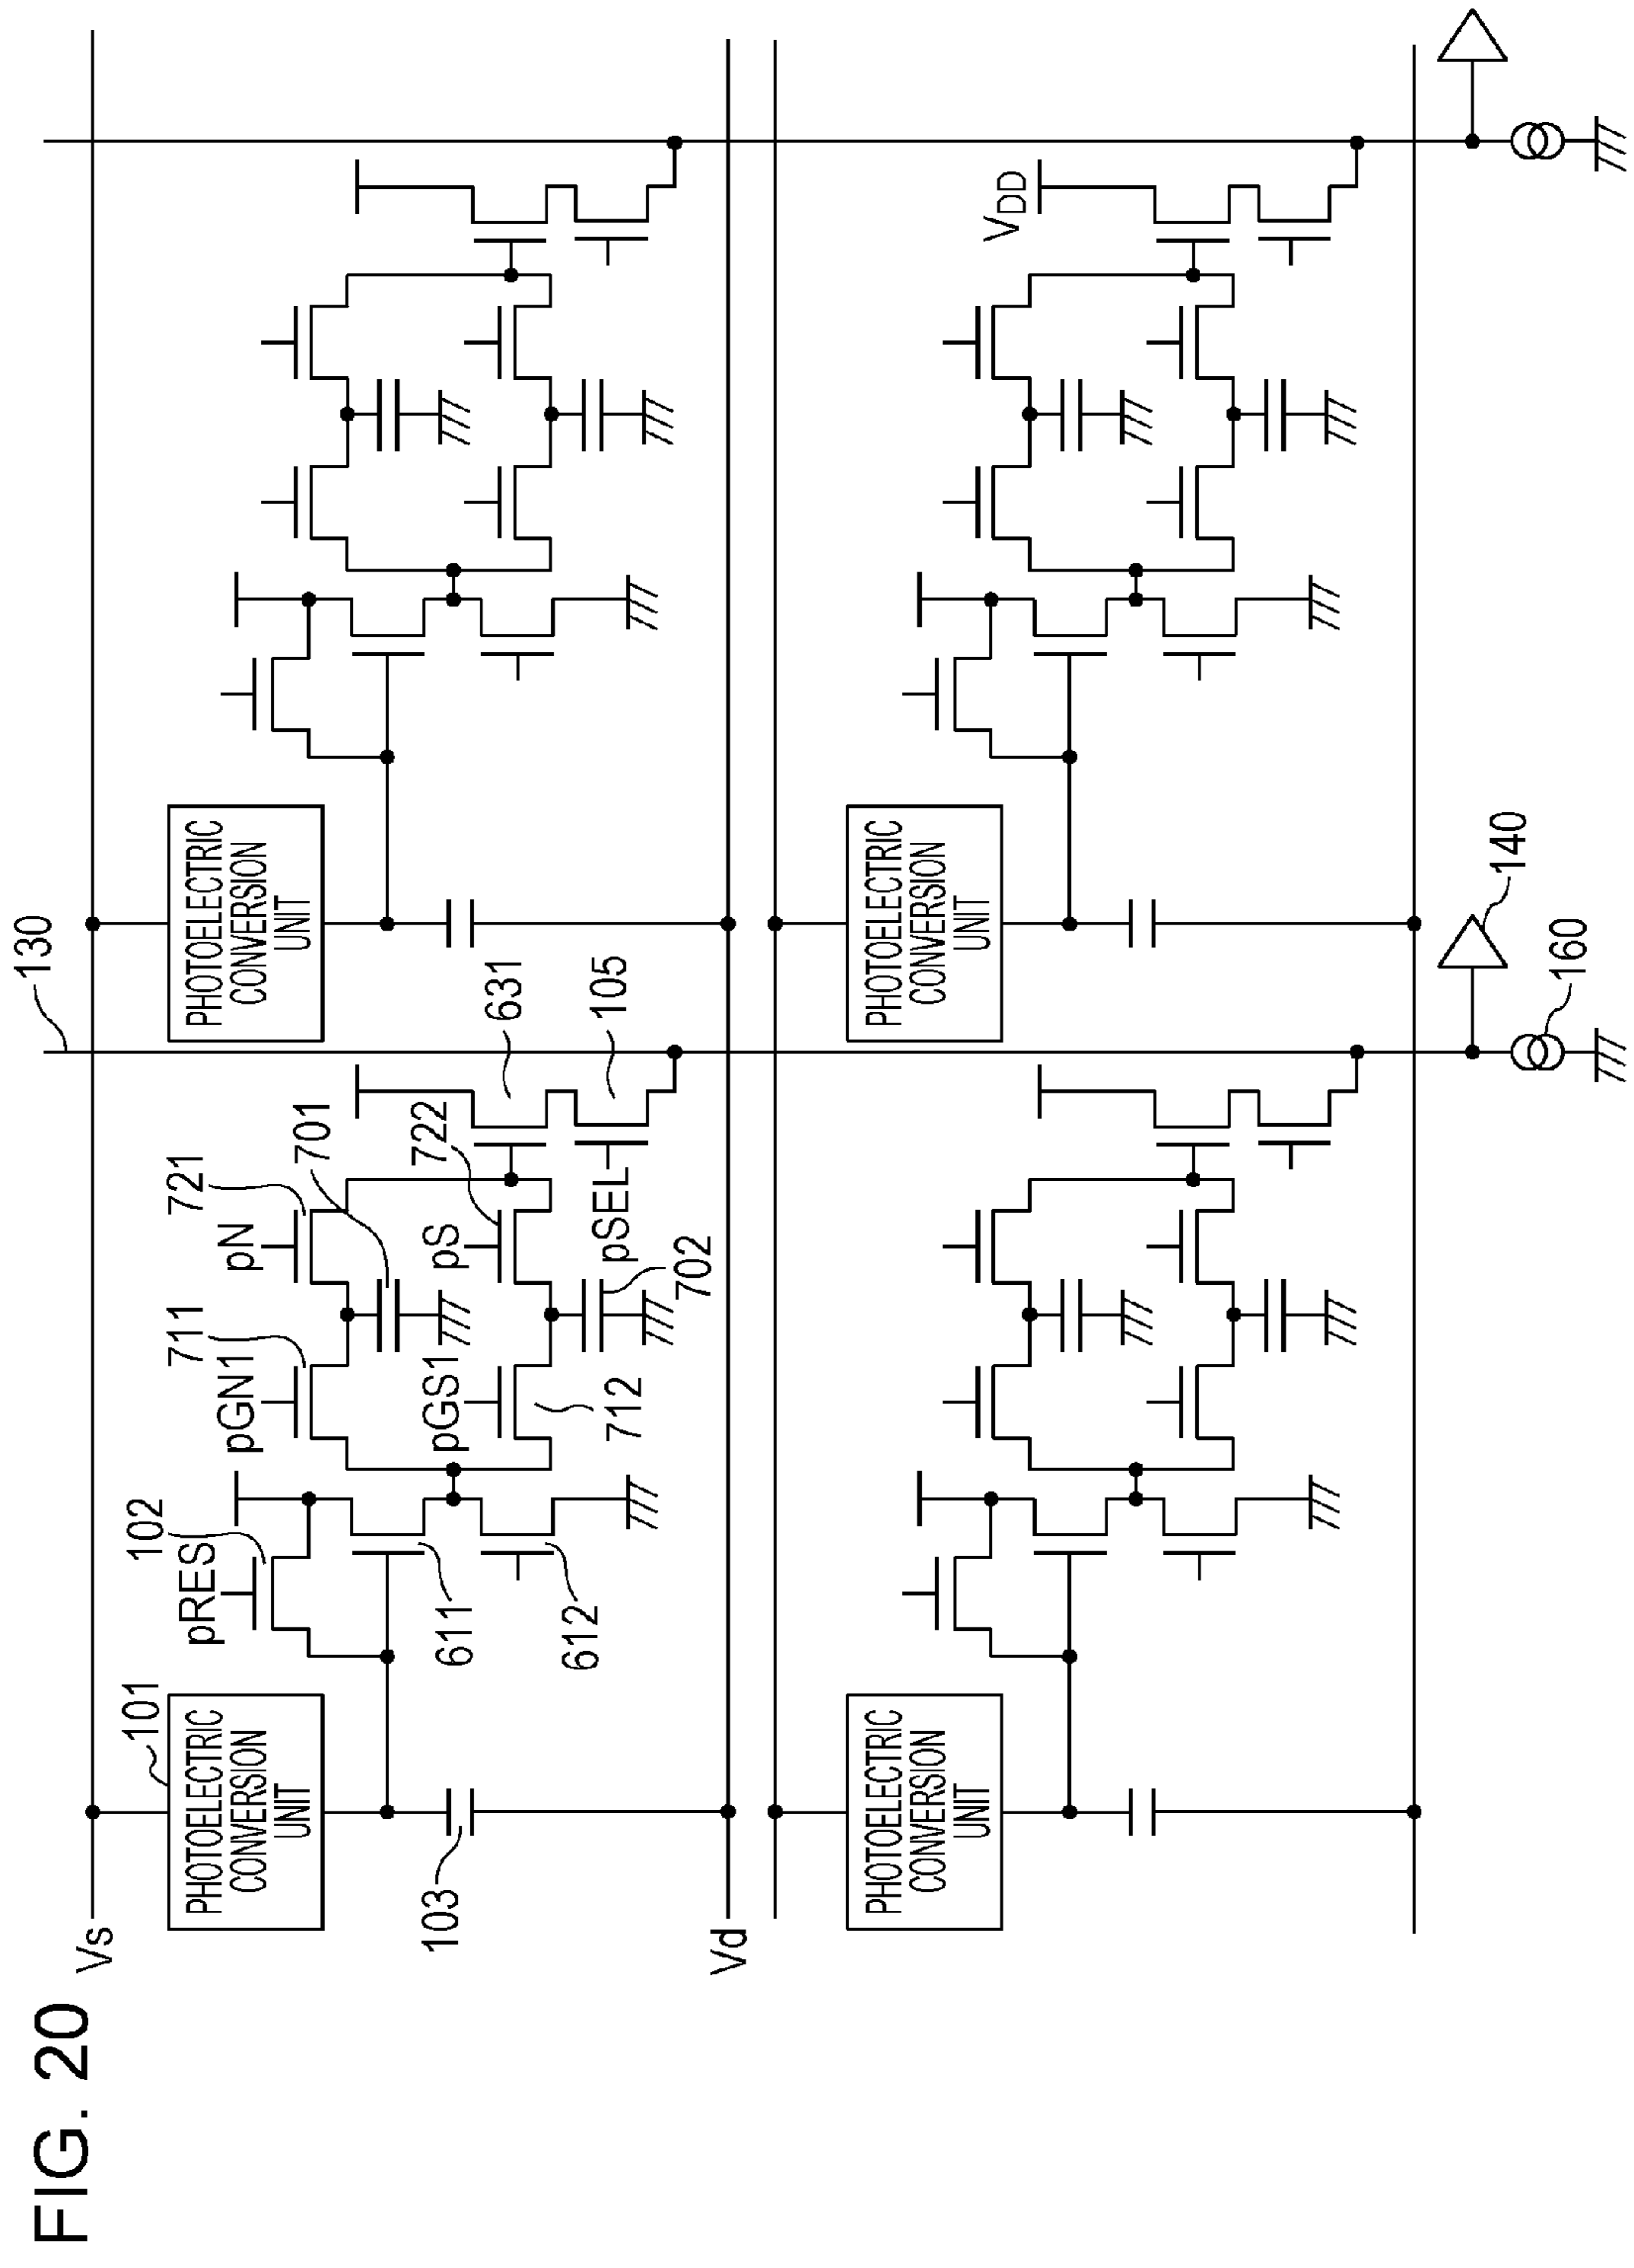 FIG. 20
130
Vs
101
PHOTOELECTRIC
CONVERSION
UNIT
102
pRES
pGN1
711
pN
721
701
611
612
pGS1
712
pS
722
702
pSEL
631
105
103
Vd
PHOTOELECTRIC
CONVERSION
UNIT
PHOTOELECTRIC
CONVERSION
UNIT
PHOTOELECTRIC
CONVERSION
UNIT
VDD
140
160